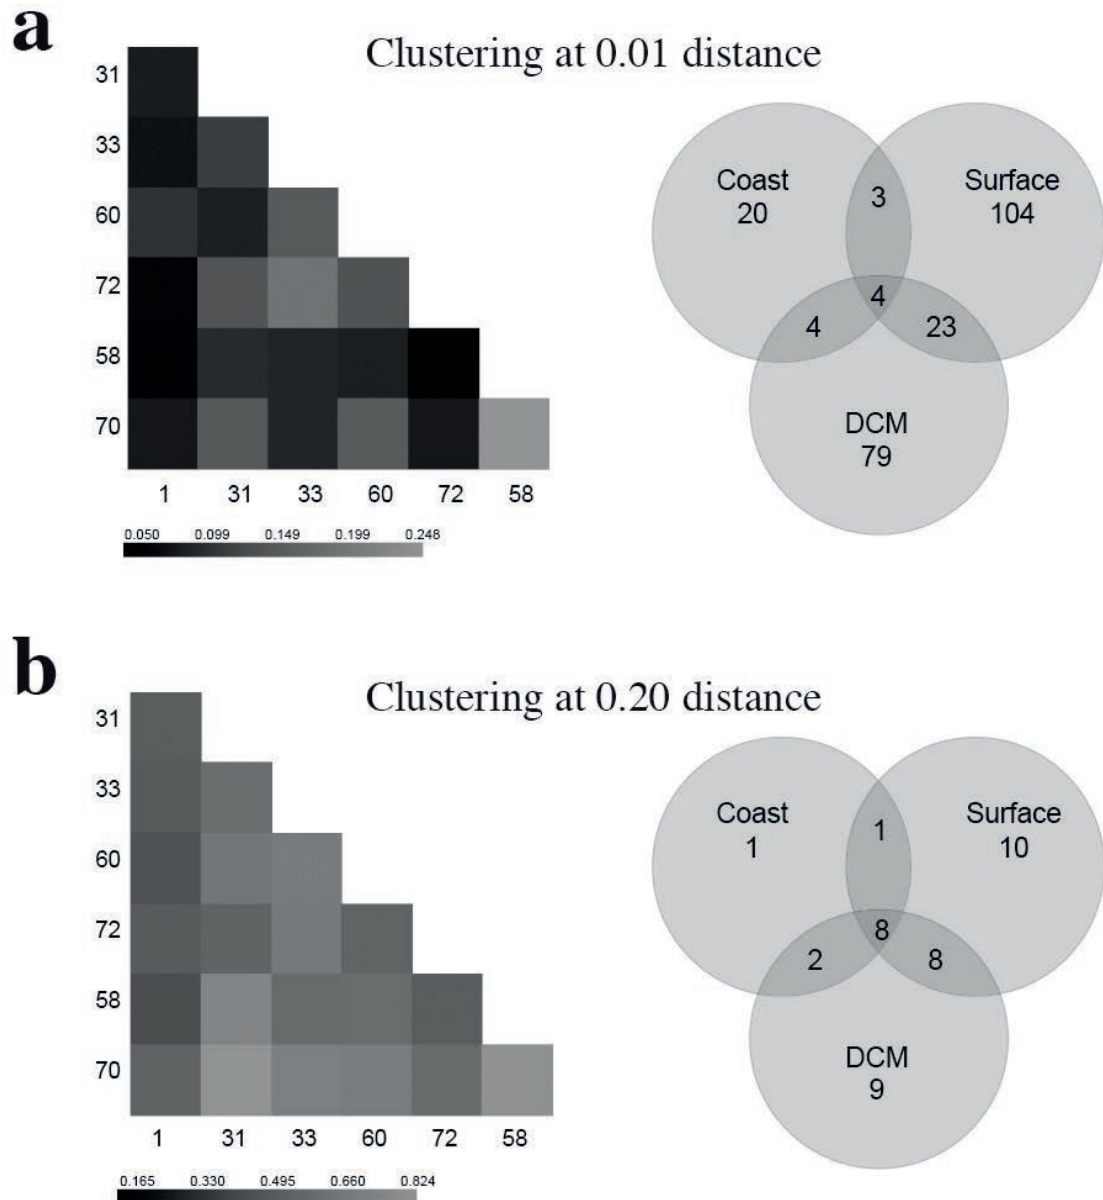 a
Clustering at 0.01 distance
31
33
60
72
58
70
1 31 33 60 72 58
0.050 0.099 0.149 0.199 0.248
Coast
20
3
Surface
104
4
4
23
DCM
79
b
Clustering at 0.20 distance
31
33
60
72
58
70
1 31 33 60 72 58
0.165 0.330 0.495 0.660 0.824
Coast
1
1
Surface
10
8
2
8
DCM
9